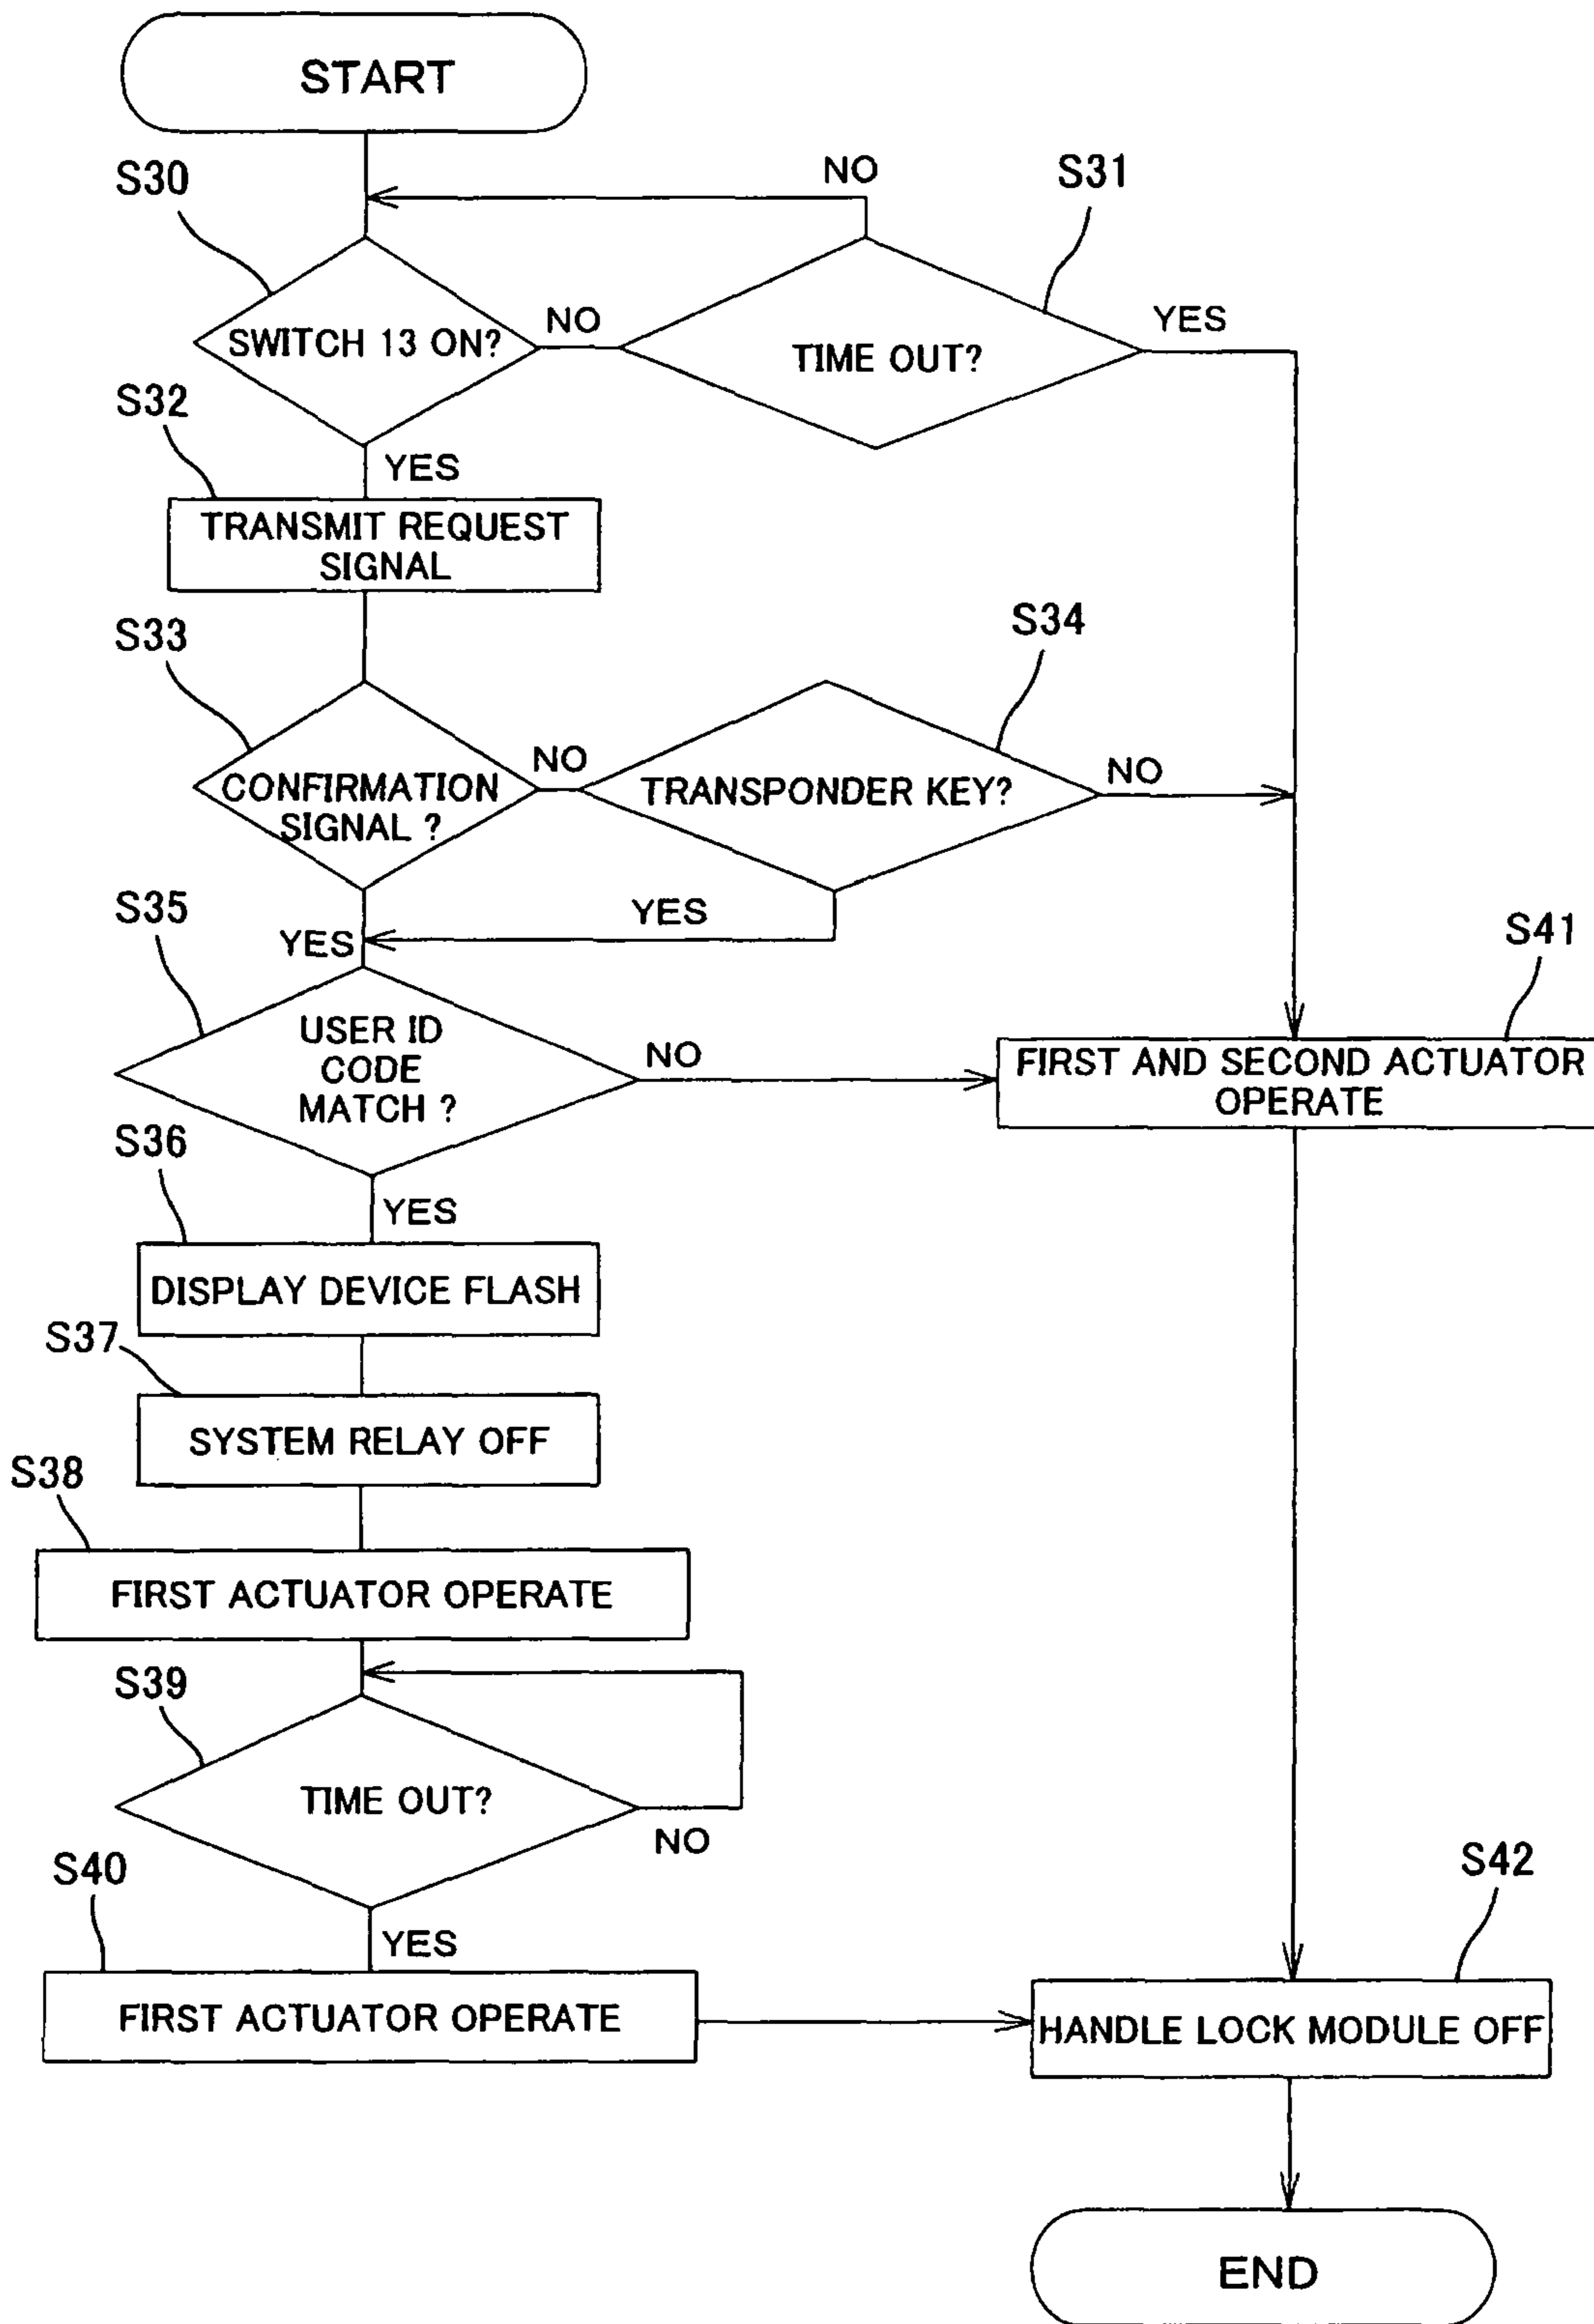 START
S30
NO
S31
SWITCH 13 ON?
NO
TIME OUT?
YES
S32
YES
TRANSMIT REQUEST
SIGNAL
S33
S34
CONFIRMATION
SIGNAL ?
NO
TRANSPONDER KEY?
NO
S35
YES
YES
S41
USER ID
CODE
MATCH ?
NO
FIRST AND SECOND ACTUATOR
OPERATE
S36
YES
DISPLAY DEVICE FLASH
S37
SYSTEM RELAY OFF
S38
FIRST ACTUATOR OPERATE
S39
TIME OUT?
NO
S40
YES
S42
FIRST ACTUATOR OPERATE
HANDLE LOCK MODULE OFF
END